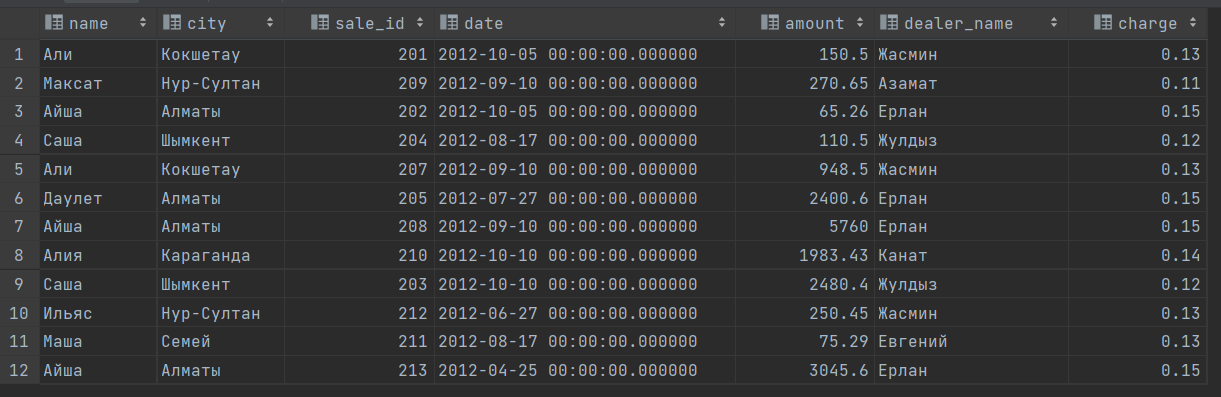 name city sale_id date amount dealer_name charge
1 Али Кокшетау 201 2012-10-05 00:00:00.000000 150.5 Жасмин 0.13
2 Максат Нур-Султан 209 2012-09-10 00:00:00.000000 270.65 Азамат 0.11
3 Айша Алматы 202 2012-10-05 00:00:00.000000 65.26 Ерлан 0.15
4 Саша Шымкент 204 2012-08-17 00:00:00.000000 110.5 Жулдыз 0.12
5 Али Кокшетау 207 2012-09-10 00:00:00.000000 948.5 Жасмин 0.13
6 Даулет Алматы 205 2012-07-27 00:00:00.000000 2400.6 Ерлан 0.15
7 Айша Алматы 208 2012-09-10 00:00:00.000000 5760 Ерлан 0.15
8 Алия Караганда 210 2012-10-10 00:00:00.000000 1983.43 Канат 0.14
9 Саша Шымкент 203 2012-10-10 00:00:00.000000 2480.4 Жулдыз 0.12
10 Ильяс Нур-Султан 212 2012-06-27 00:00:00.000000 250.45 Жасмин 0.13
11 Маша Семей 211 2012-08-17 00:00:00.000000 75.29 Евгений 0.13
12 Айша Алматы 213 2012-04-25 00:00:00.000000 3045.6 Ерлан 0.15